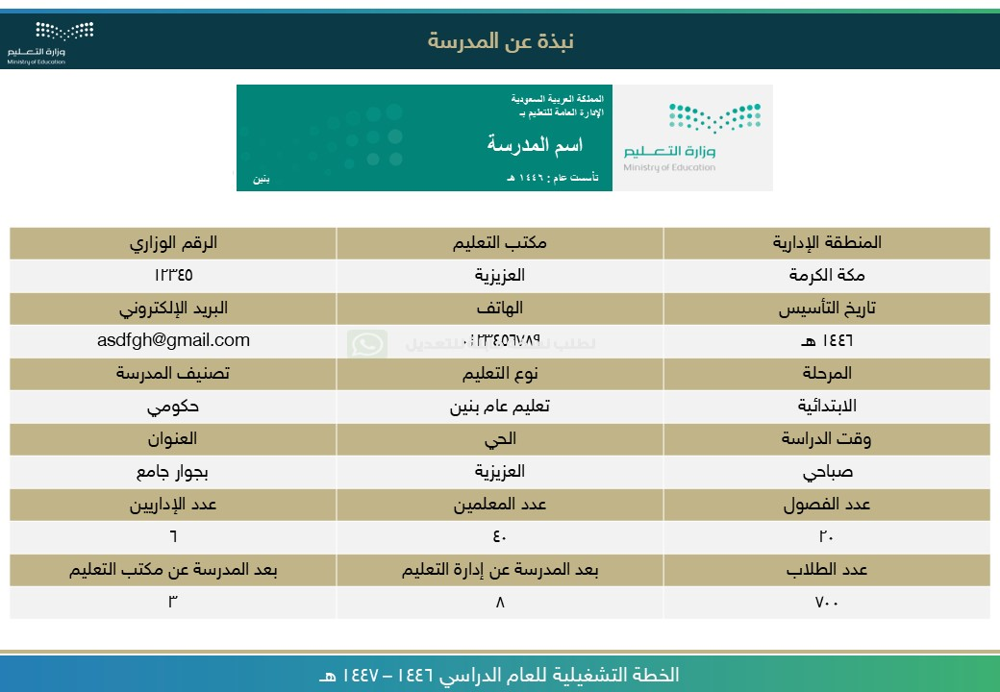 نبذة عن المدرسة
وزارة التعليم
Ministry of Education
المملكة العربية السعودية
الإدارة العامة للتعليم بـ
اسم المدرسة
تأسست عام : ١٤٤٦ هـ
بنين
وزارة التعليم
Ministry of Education
المنطقة الإدارية مكتب التعليم الرقم الوزاري
مكة الكرمة العزيزية ١٢٣٤٥
تاريخ التأسيس الهاتف البريد الإلكتروني
١٤٤٦ هـ ٠١٢٣٤٥٦٧٨٩ asdfgh@gmail.com
المرحلة نوع التعليم تصنيف المدرسة
الابتدائية تعليم عام بنين حكومي
وقت الدراسة الحي العنوان
صباحي العزيزية بجوار جامع
عدد الفصول عدد المعلمين عدد الإداريين
٢٠ ٤٠ ٦
عدد الطلاب بعد المدرسة عن إدارة التعليم بعد المدرسة عن مكتب التعليم
٧٠٠ ٨ ٣
الخطة التشغيلية للعام الدراسي ١٤٤٦ – ١٤٤٧ هـ